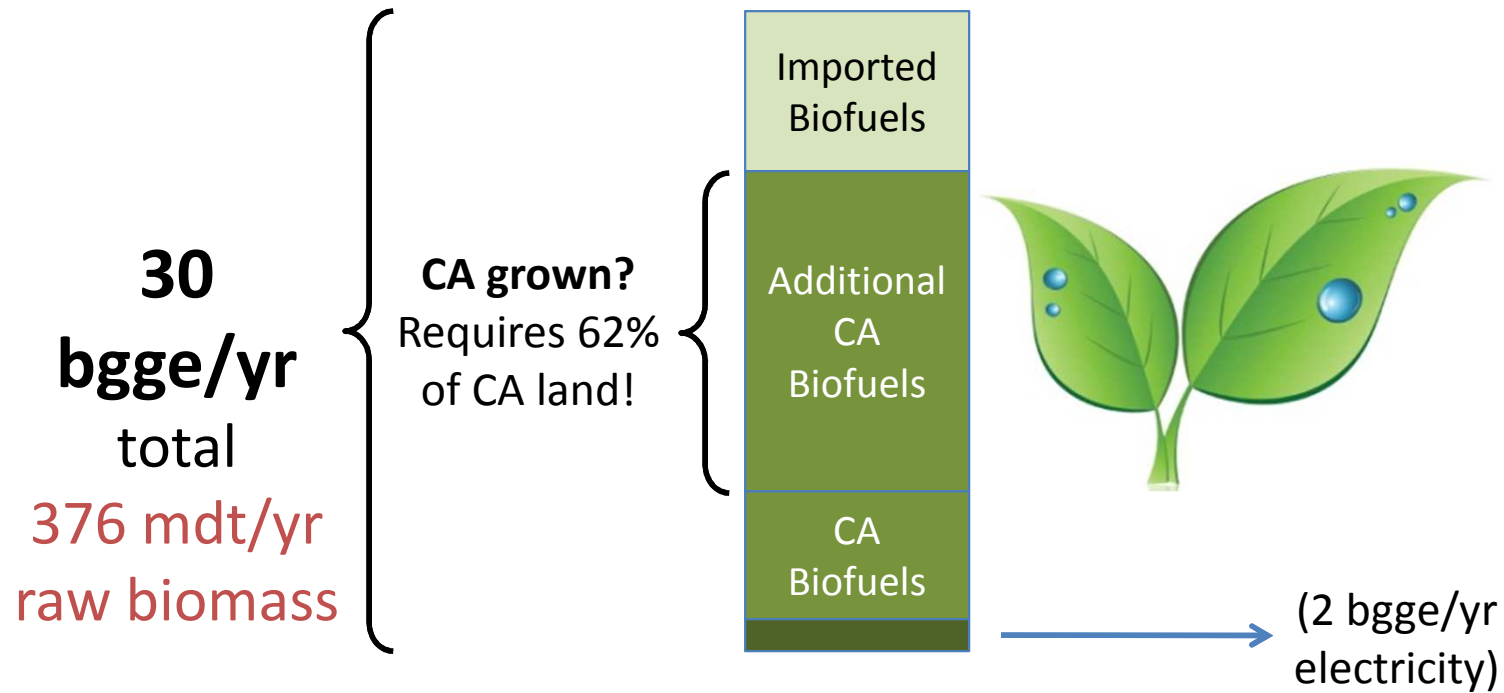 30
bgge/yr
total
376 mdt/yr
raw biomass
CA grown?
Requires 62%
of CA land!
Imported
Biofuels
Additional
CA
Biofuels
CA
Biofuels
(2 bgge/yr
electricity)